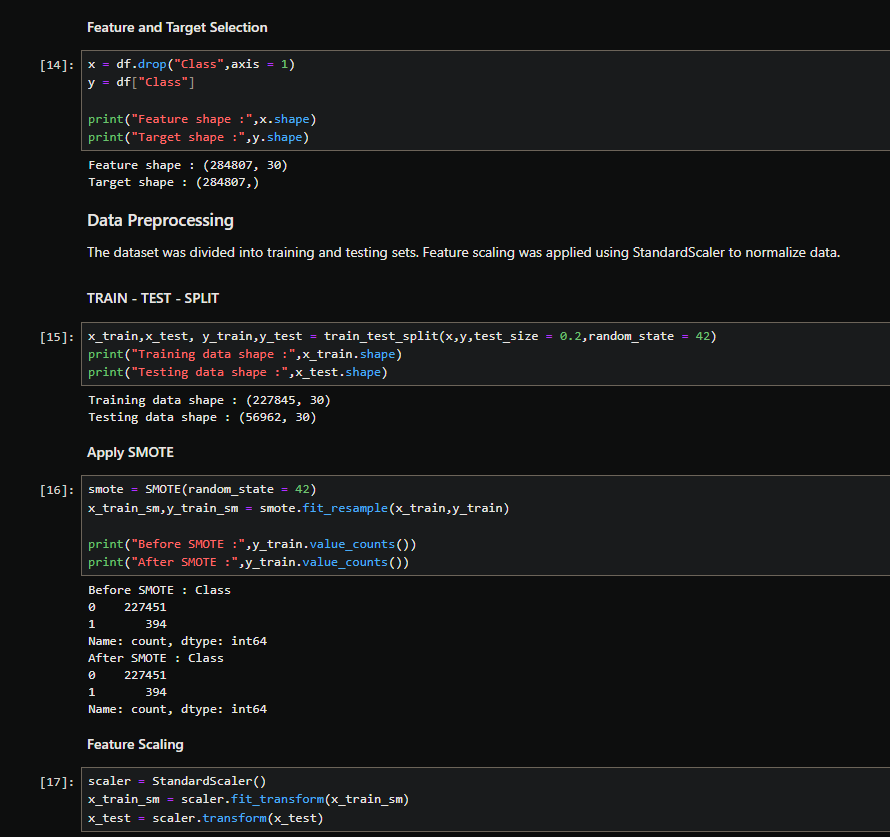 Feature and Target Selection
[14]:
x = df.drop("Class",axis = 1)
y = df["Class"]
print("Feature shape :",x.shape)
print("Target shape :",y.shape)
Feature shape : (284807, 30)
Target shape : (284807,)
Data Preprocessing
The dataset was divided into training and testing sets. Feature scaling was applied using StandardScaler to normalize data.
TRAIN - TEST - SPLIT
[15]:
x_train,x_test, y_train,y_test = train_test_split(x,y,test_size = 0.2,random_state = 42)
print("Training data shape :",x_train.shape)
print("Testing data shape :",x_test.shape)
Training data shape : (227845, 30)
Testing data shape : (56962, 30)
Apply SMOTE
[16]:
smote = SMOTE(random_state = 42)
x_train_sm,y_train_sm = smote.fit_resample(x_train,y_train)
print("Before SMOTE :",y_train.value_counts())
print("After SMOTE :",y_train.value_counts())
Before SMOTE : Class
0    227451
1       394
Name: count, dtype: int64
After SMOTE : Class
0    227451
1       394
Name: count, dtype: int64
Feature Scaling
[17]:
scaler = StandardScaler()
x_train_sm = scaler.fit_transform(x_train_sm)
x_test = scaler.transform(x_test)